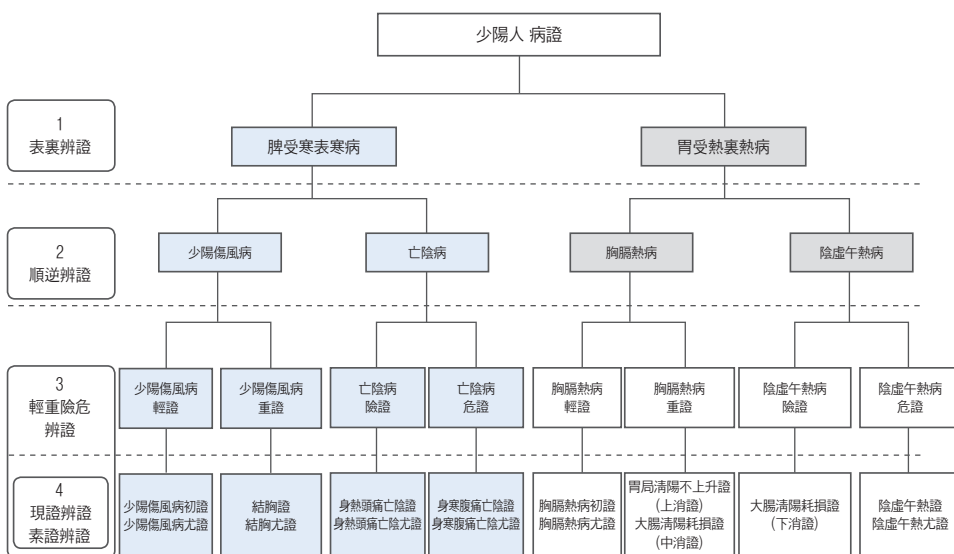 少陽人 病證
1
表裏辨證
脾受寒表寒病
胃受熱裏熱病
2
順逆辨證
少陽傷風病
亡陰病
胸膈熱病
陰虛午熱病
3
輕重險危
辨證
少陽傷風病
輕證
少陽傷風病
重證
亡陰病
險證
亡陰病
危證
胸膈熱病
輕證
胸膈熱病
重證
陰虛午熱病
險證
陰虛午熱病
危證
4
現證辨證
素證辨證
少陽傷風病初證
少陽傷風病尤證
結胸證
結胸尤證
身熱頭痛亡陰證
身熱頭痛亡陰尤證
身寒腹痛亡陰證
身寒腹痛亡陰尤證
胸膈熱病初證
胸膈熱病尤證
胃局淸陽不上升證
(上消證)
大腸淸陽耗損證
(中消證)
大腸淸陽耗損證
(下消證)
陰虛午熱證
陰虛午熱尤證